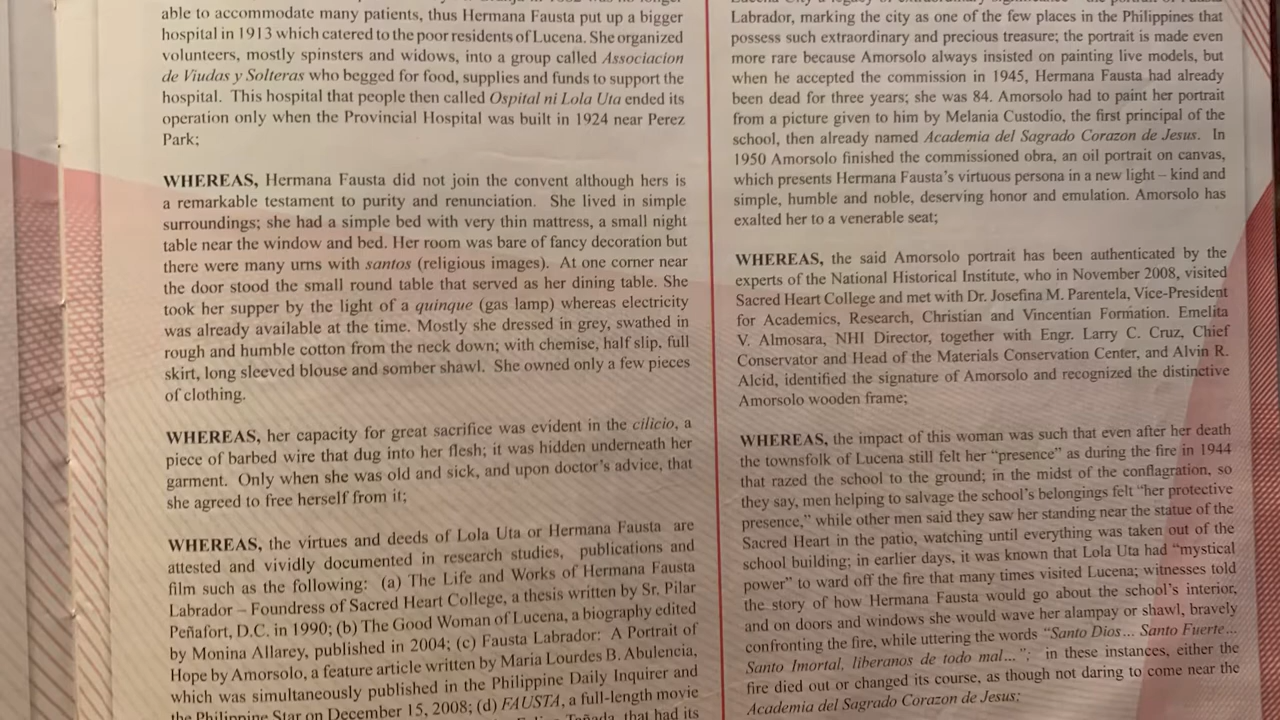 able to accommodate many patients, thus Hermana Fausta put up a bigger
hospital in 1913 which catered to the poor residents of Lucena. She organized
volunteers, mostly spinsters and widows, into a group called Associacion
de Viudas y Solteras who begged for food, supplies and funds to support the
hospital. This hospital that people then called Ospital ni Lola Uta ended its
operation only when the Provincial Hospital was built in 1924 near Perez
Park;
WHEREAS, Hermana Fausta did not join the convent although hers is
a remarkable testament to purity and renunciation. She lived in simple
surroundings; she had a simple bed with very thin mattress, a small night
table near the window and bed. Her room was bare of fancy decoration but
there were many urns with santos (religious images). At one corner near
the door stood the small round table that served as her dining table. She
took her supper by the light of a quinque (gas lamp) whereas electricity
was already available at the time. Mostly she dressed in grey, swathed in
rough and humble cotton from the neck down; with chemise, half slip, full
skirt, long sleeved blouse and somber shawl. She owned only a few pieces
of clothing.
WHEREAS, her capacity for great sacrifice was evident in the cilicio, a
piece of barbed wire that dug into her flesh; it was hidden underneath her
garment. Only when she was old and sick, and upon doctor's advice, that
she agreed to free herself from it;
WHEREAS, the virtues and deeds of Lola Uta or Hermana Fausta are
attested and vividly documented in research studies, publications and
film such as the following: (a) The Life and Works of Hermana Fausta
Labrador – Foundress of Sacred Heart College, a thesis written by Sr. Pilar
Peñafort, D.C. in 1990; (b) The Good Woman of Lucena, a biography edited
by Monina Allarey, published in 2004; (c) Fausta Labrador: A Portrait of
Hope by Amorsolo, a feature article written by Maria Lourdes B. Abulencia,
which was simultaneously published in the Philippine Daily Inquirer and
the Philippine Star on December 15, 2008; (d) FAUSTA, a full-length movie
Tañada, that had its
Labrador, marking the city as one of the few places in the Philippines that
possess such extraordinary and precious treasure; the portrait is made even
more rare because Amorsolo always insisted on painting live models, but
when he accepted the commission in 1945, Hermana Fausta had already
been dead for three years; she was 84. Amorsolo had to paint her portrait
from a picture given to him by Melania Custodio, the first principal of the
school, then already named Academia del Sagrado Corazon de Jesus. In
1950 Amorsolo finished the commissioned obra, an oil portrait on canvas,
which presents Hermana Fausta's virtuous persona in a new light – kind and
simple, humble and noble, deserving honor and emulation. Amorsolo has
exalted her to a venerable seat;
WHEREAS, the said Amorsolo portrait has been authenticated by the
experts of the National Historical Institute, who in November 2008, visited
Sacred Heart College and met with Dr. Josefina M. Parentela, Vice-President
for Academics, Research, Christian and Vincentian Formation. Emelita
V. Almosara, NHI Director, together with Engr. Larry C. Cruz, Chief
Conservator and Head of the Materials Conservation Center, and Alvin R.
Alcid, identified the signature of Amorsolo and recognized the distinctive
Amorsolo wooden frame;
WHEREAS, the impact of this woman was such that even after her death
the townsfolk of Lucena still felt her "presence" as during the fire in 1944
that razed the school to the ground; in the midst of the conflagration, so
they say, men helping to salvage the school's belongings felt "her protective
presence," while other men said they saw her standing near the statue of the
Sacred Heart in the patio, watching until everything was taken out of the
school building; in earlier days, it was known that Lola Uta had "mystical
power" to ward off the fire that many times visited Lucena; witnesses told
the story of how Hermana Fausta would go about the school's interior,
and on doors and windows she would wave her alampay or shawl, bravely
confronting the fire, while uttering the words "Santo Dios... Santo Fuerte...
Santo Imortal, liberanos de todo mal..."; in these instances, either the
fire died out or changed its course, as though not daring to come near the
Academia del Sagrado Corazon de Jesus;